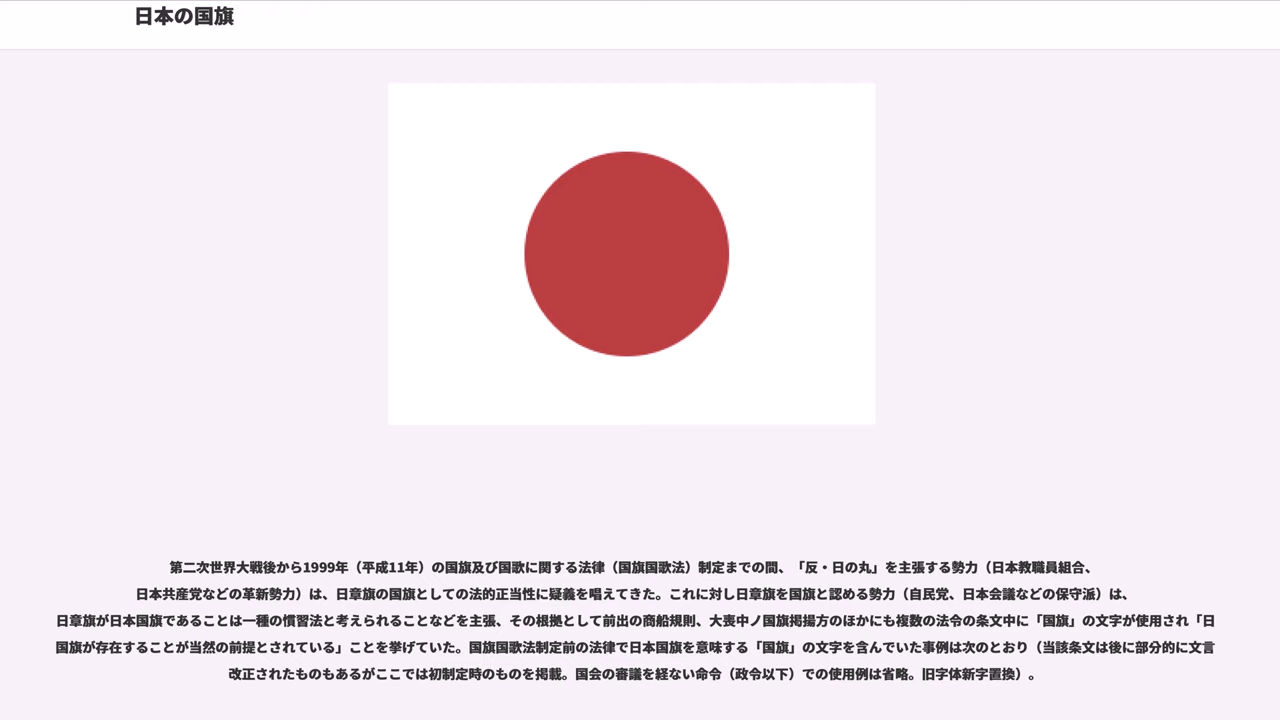 日本の国旗
第二次世界大戦後から1999年（平成11年）の国旗及び国歌に関する法律（国旗国歌法）制定までの間、「反・日の丸」を主張する勢力（日本教職員組合、
日本共産党などの革新勢力）は、日章旗の国旗としての法的正当性に疑義を唱えてきた。これに対し日章旗を国旗と認める勢力（自民党、日本会議などの保守派）は、
日章旗が日本国旗であることは一種の慣習法と考えられることなどを主張、その根拠として前出の商船規則、大喪中ノ国旗掲揚方のほかにも複数の法令の条文中に「国旗」の文字が使用され「日
国旗が存在することが当然の前提とされている」ことを挙げていた。国旗国歌法制定前の法律で日本国旗を意味する「国旗」の文字を含んでいた事例は次のとおり（当該条文は後に部分的に文言
改正されたものもあるがここでは初制定時のものを掲載。国会の審議を経ない命令（政令以下）での使用例は省略。旧字体新字置換）。